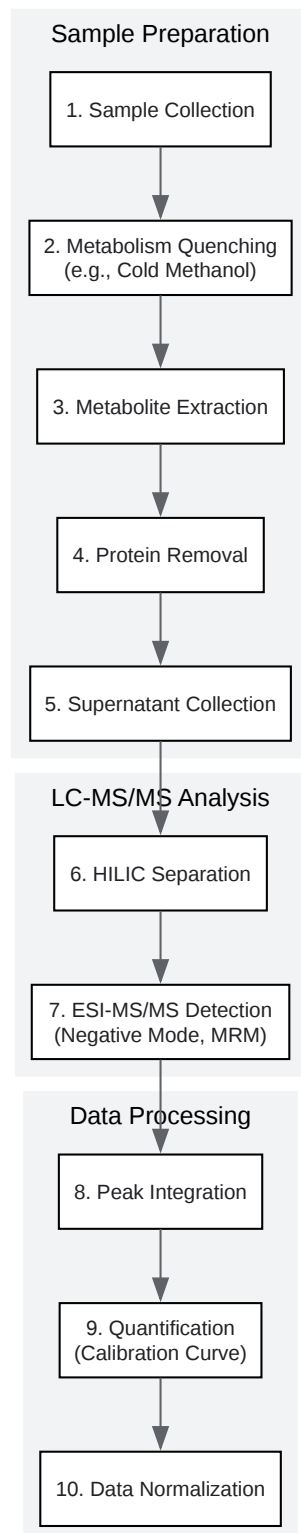 Sample Preparation
1. Sample Collection
2. Metabolism Quenching
(e.g., Cold Methanol)
3. Metabolite Extraction
4. Protein Removal
5. Supernatant Collection
LC-MS/MS Analysis
6. HILIC Separation
7. ESI-MS/MS Detection
(Negative Mode, MRM)
Data Processing
8. Peak Integration
9. Quantification
(Calibration Curve)
10. Data Normalization